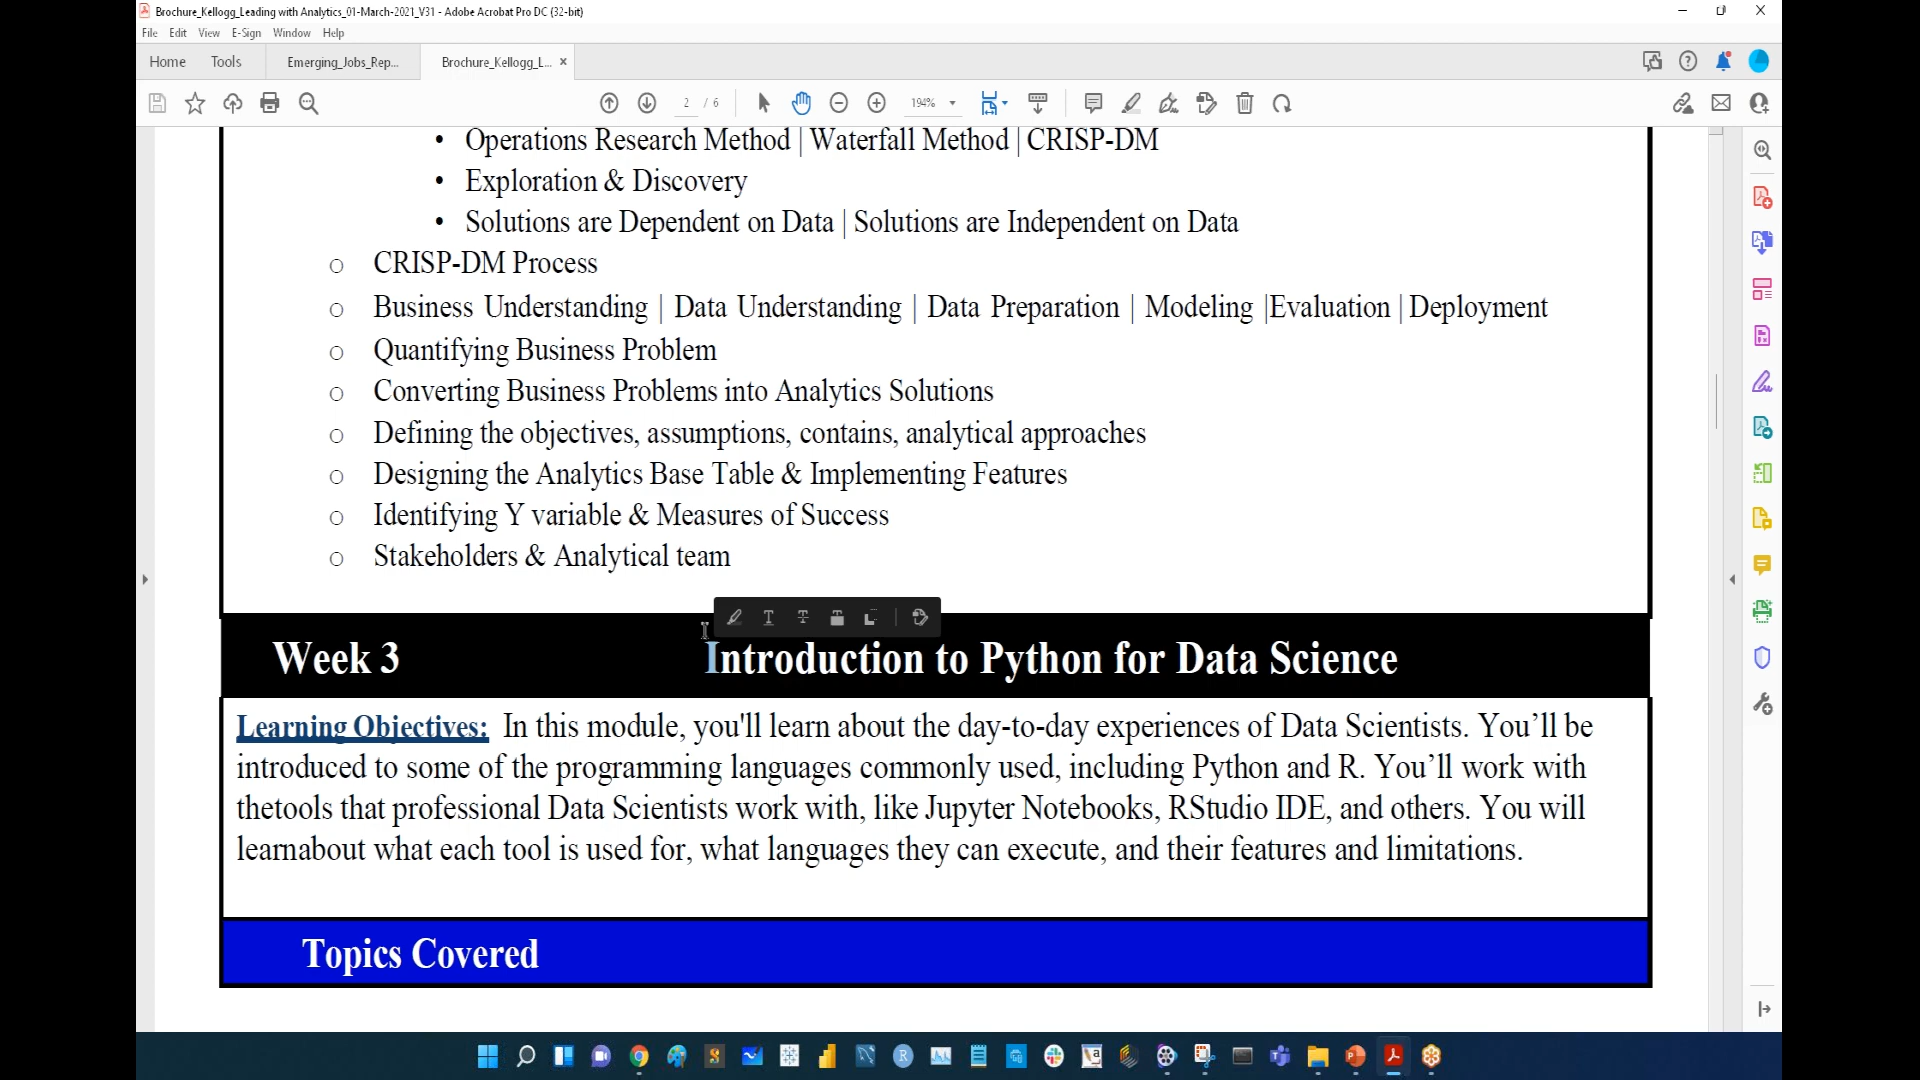 Brochure_Kellogg_Leading with Analytics_01-March-2021_V31 - Adobe Acrobat Pro DC (32-bit)
File Edit View E-Sign Window Help
Home Tools Emerging_Jobs_Rep... Brochure_Kellogg_L... ×
2 / 6 194%
• Operations Research Method | Waterfall Method | CRISP-DM
• Exploration & Discovery
• Solutions are Dependent on Data | Solutions are Independent on Data
o CRISP-DM Process
o Business Understanding | Data Understanding | Data Preparation | Modeling |Evaluation | Deployment
o Quantifying Business Problem
o Converting Business Problems into Analytics Solutions
o Defining the objectives, assumptions, contains, analytical approaches
o Designing the Analytics Base Table & Implementing Features
o Identifying Y variable & Measures of Success
o Stakeholders & Analytical team
Week 3 Introduction to Python for Data Science
Learning Objectives: In this module, you'll learn about the day-to-day experiences of Data Scientists. You’ll be
introduced to some of the programming languages commonly used, including Python and R. You’ll work with
thetools that professional Data Scientists work with, like Jupyter Notebooks, RStudio IDE, and others. You will
learnabout what each tool is used for, what languages they can execute, and their features and limitations.
Topics Covered